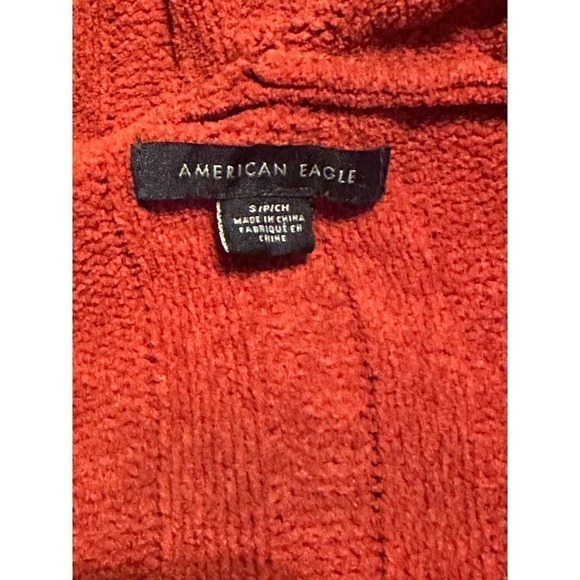 AMERICAN EAGLE
S/P/CH
MADE IN CHINA
FABRIQUÉ EN
CHINE